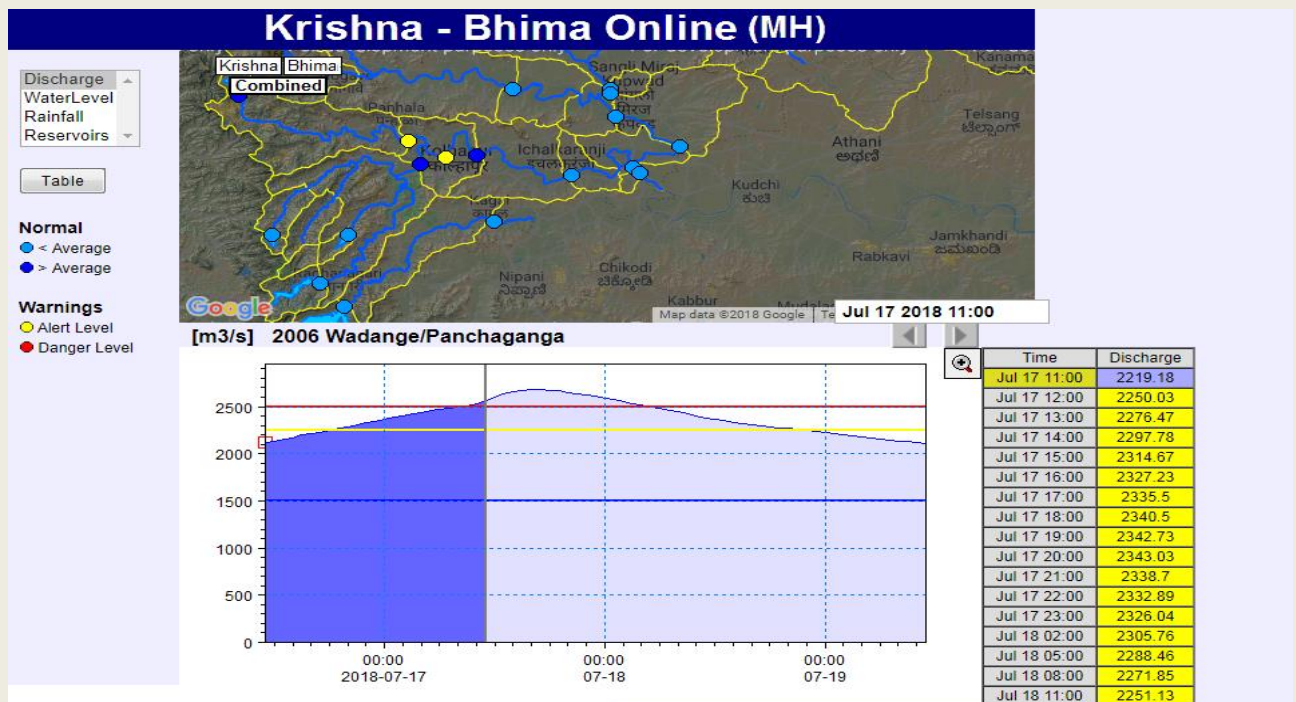 Krishna - Bhima Online (MH)
Discharge
WaterLevel
Rainfall
Reservoirs
Table
Normal
< Average
> Average
Warnings
Alert Level
Danger Level
Krishna Bhima
Combined
Sangli Miraj
Kupwad
Panhala
Ichalkaranji
इचलकरंजी
कोल्हापूर
Kagal
कागल
Telsang
Athani
ಅಥಣಿ
Kudchi
ಕುಡಚಿ
Jamkhandi
ಜಮಖಂಡಿ
Rabkavi
Chikodi
ಚಿಕ್ಕೋಡಿ
Nipani
ನಿಪ್ಪಾಣಿ
Kabbur
Google
Map data ©2018 Google
Jul 17 2018 11:00
[m3/s] 2006 Wadange/Panchaganga
2500
2000
1500
1000
500
0
00:00 00:00 00:00
2018-07-17 07-18 07-19
Time Discharge
Jul 17 11:00 2219.18
Jul 17 12:00 2250.03
Jul 17 13:00 2276.47
Jul 17 14:00 2297.78
Jul 17 15:00 2314.67
Jul 17 16:00 2327.23
Jul 17 17:00 2335.5
Jul 17 18:00 2340.5
Jul 17 19:00 2342.73
Jul 17 20:00 2343.03
Jul 17 21:00 2338.7
Jul 17 22:00 2332.89
Jul 17 23:00 2326.04
Jul 18 02:00 2305.76
Jul 18 05:00 2288.46
Jul 18 08:00 2271.85
Jul 18 11:00 2251.13